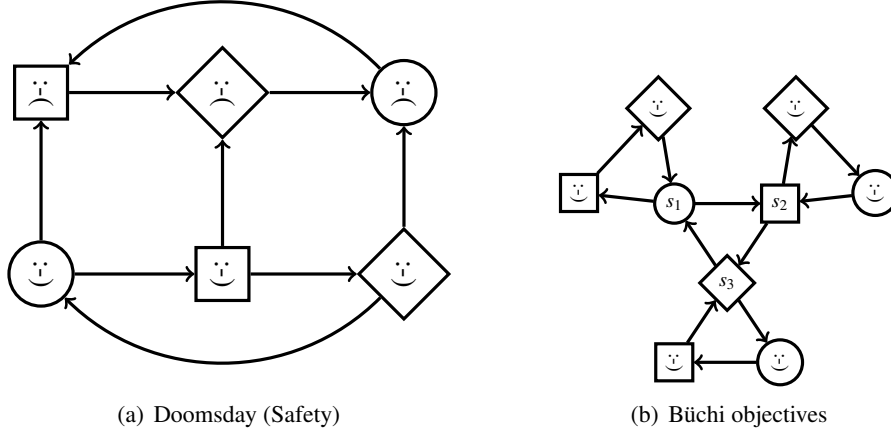 s₁
s₂
s₃
(a) Doomsday (Safety)
(b) Büchi objectives